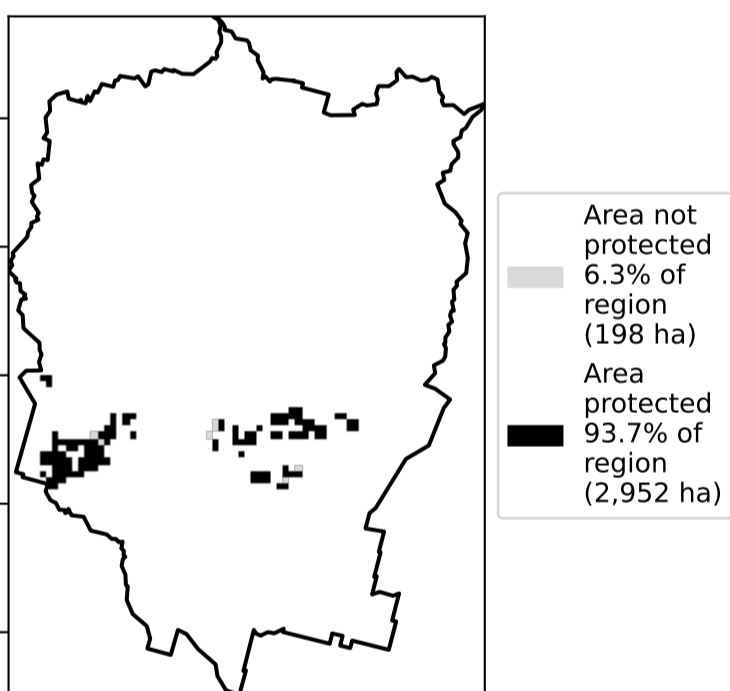 Area not
protected
6.3% of
region
(198 ha)
Area
protected
93.7% of
region
(2,952 ha)